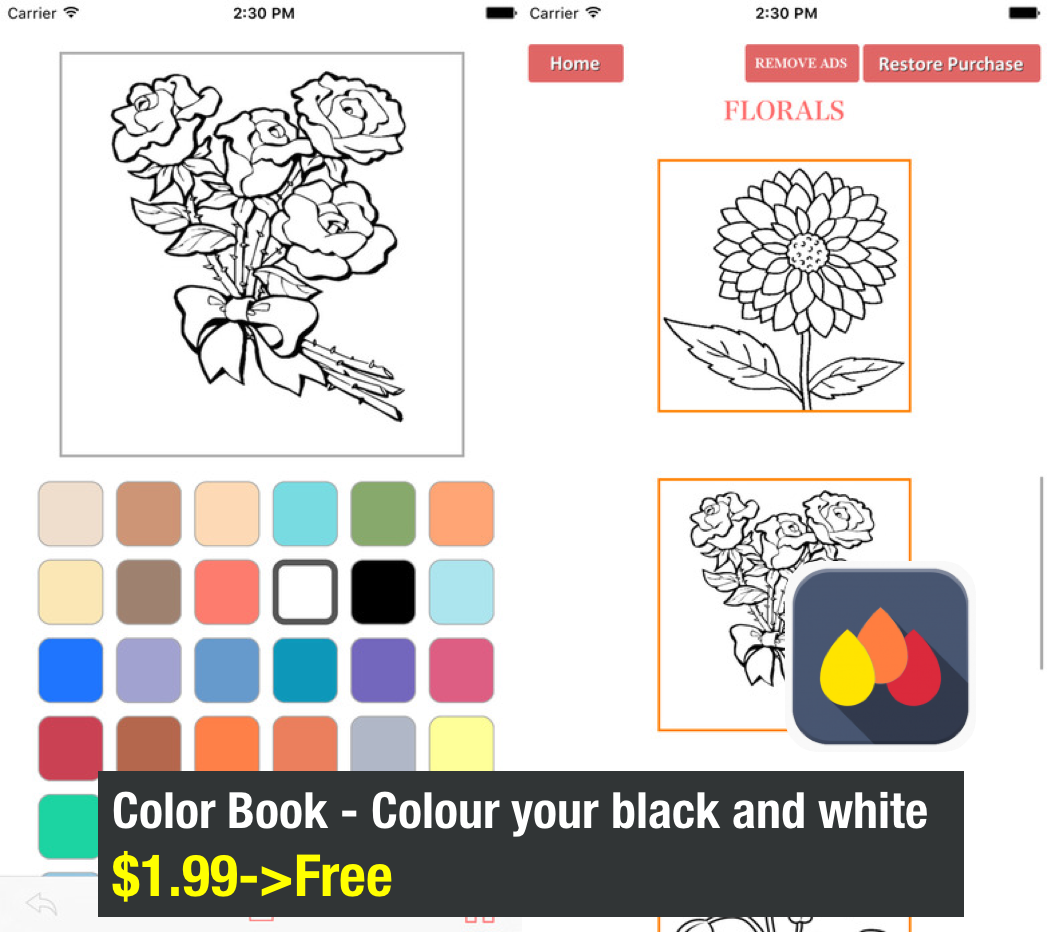 Carrier 2:30 PM
Carrier 2:30 PM
Home REMOVE ADS Restore Purchase
FLORALS
Color Book - Colour your black and white
$1.99->Free